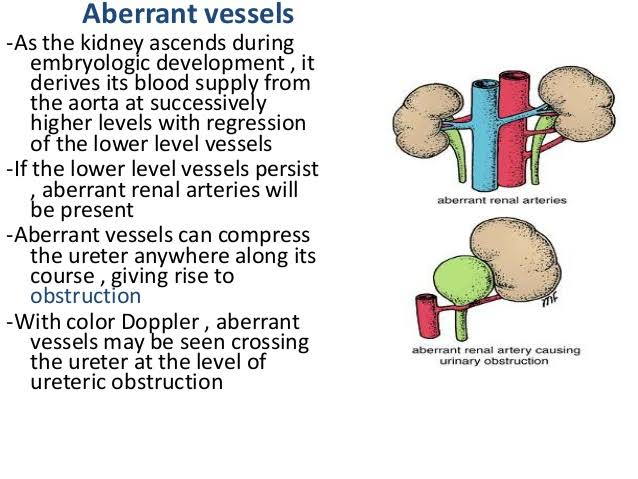 Aberrant vessels
-As the kidney ascends during
embryologic development , it
derives its blood supply from
the aorta at successively
higher levels with regression
of the lower level vessels
-If the lower level vessels persist
, aberrant renal arteries will
be present
-Aberrant vessels can compress
the ureter anywhere along its
course , giving rise to
obstruction
-With color Doppler , aberrant
vessels may be seen crossing
the ureter at the level of
ureteric obstruction
aberrant renal arteries
aberrant renal artery causing
urinary obstruction